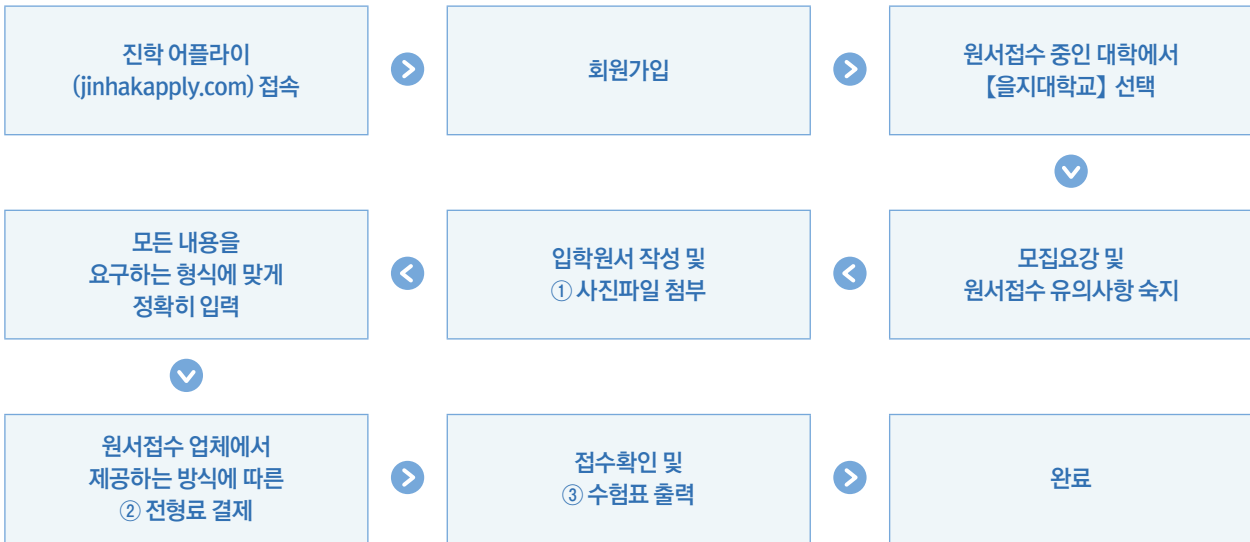 진학 어플라이
(jinhakapply.com) 접속
회원가입
원서접수 중인 대학에서
【을지대학교】 선택
모집요강 및
원서접수 유의사항 숙지
입학원서 작성 및
① 사진파일 첨부
모든 내용을
요구하는 형식에 맞게
정확히 입력
원서접수 업체에서
제공하는 방식에 따른
② 전형료 결제
접수확인 및
③ 수험표 출력
완료